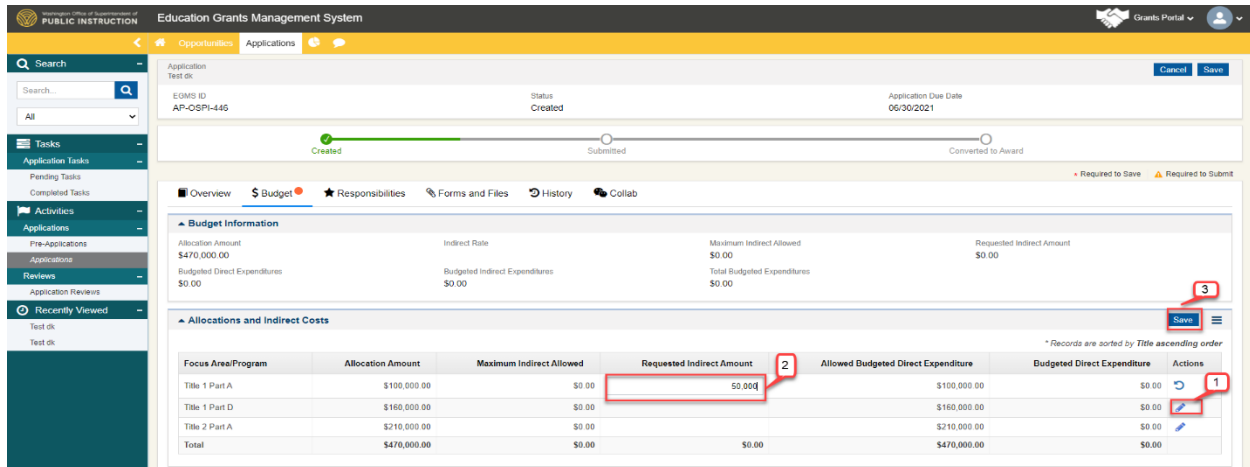 Washington Office of Superintendent of
PUBLIC INSTRUCTION
Education Grants Management System
Grants Portal
Opportunities Applications
Search
Search...
All
Tasks
Application Tasks
Pending Tasks
Completed Tasks
Activities
Applications
Pre-Applications
Applications
Reviews
Application Reviews
Recently Viewed
Test dk
Test dk
Application
Test dk
Cancel Save
EGMS ID Status Application Due Date
AP-OSPI-446 Created 06/30/2021
Created Submitted Converted to Award
* Required to Save Required to Submit
Overview $ Budget Responsibilities Forms and Files History Collab
Budget Information
Allocation Amount Indirect Rate Maximum Indirect Allowed Requested Indirect Amount
$470,000.00 $0.00 $0.00
Budgeted Direct Expenditures Budgeted Indirect Expenditures Total Budgeted Expenditures
$0.00 $0.00 $0.00
3
Allocations and Indirect Costs Save
* Records are sorted by Title ascending order
Focus Area/Program Allocation Amount Maximum Indirect Allowed Requested Indirect Amount 2 Allowed Budgeted Direct Expenditure Budgeted Direct Expenditure Actions
Title 1 Part A $100,000.00 $0.00 50,000 $100,000.00 $0.00 1
Title 1 Part D $160,000.00 $0.00 $160,000.00 $0.00
Title 2 Part A $210,000.00 $0.00 $210,000.00 $0.00
Total $470,000.00 $0.00 $0.00 $470,000.00 $0.00